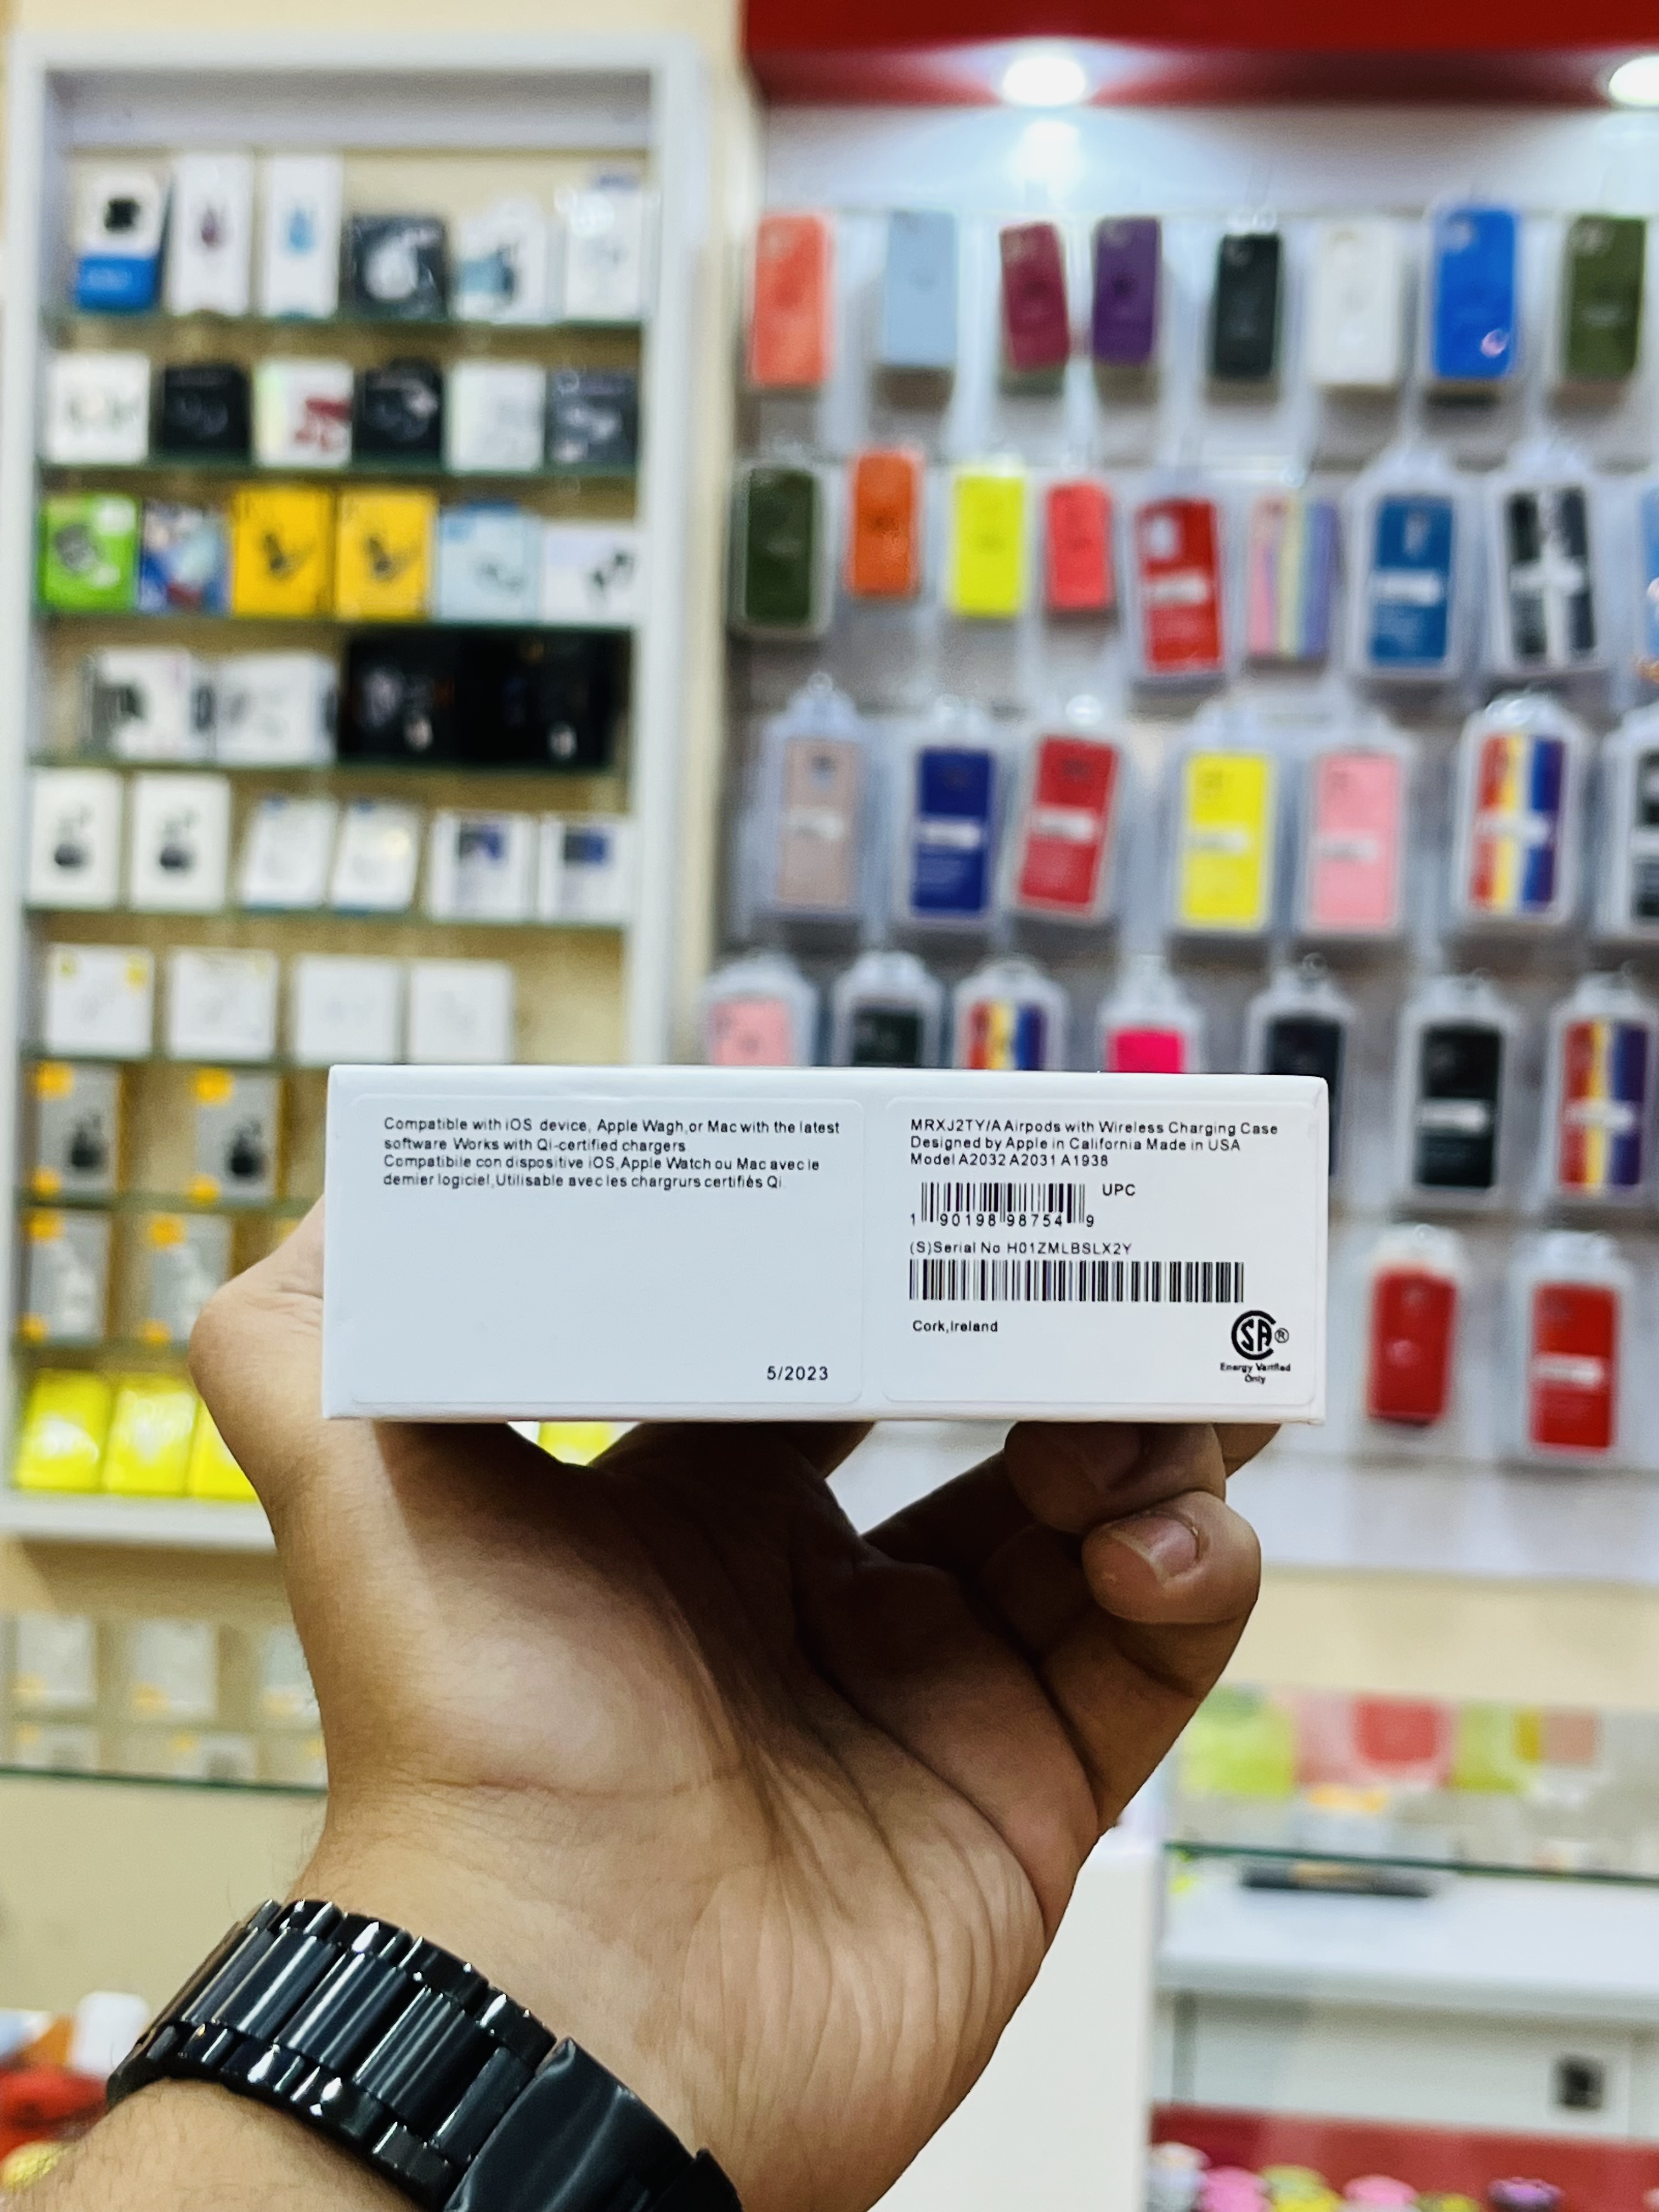 Compatible with iOS device, Apple Wagh,or Mac with the latest
software Works with Qi-certified chargers
Compatibile con dispositive iOS,Apple Watch ou Mac avec le
demier logiciel,Utilisable avec les chargrurs certifiés Qi.
5/2023
MRXJ2TY/A Airpods with Wireless Charging Case
Designed by Apple in California Made in USA
Model A2032 A2031 A1938
UPC
1 90198 98754 9
(S)Serial No H01ZMLBSLX2Y
Cork,Ireland
SA®
Energy Verified
Only